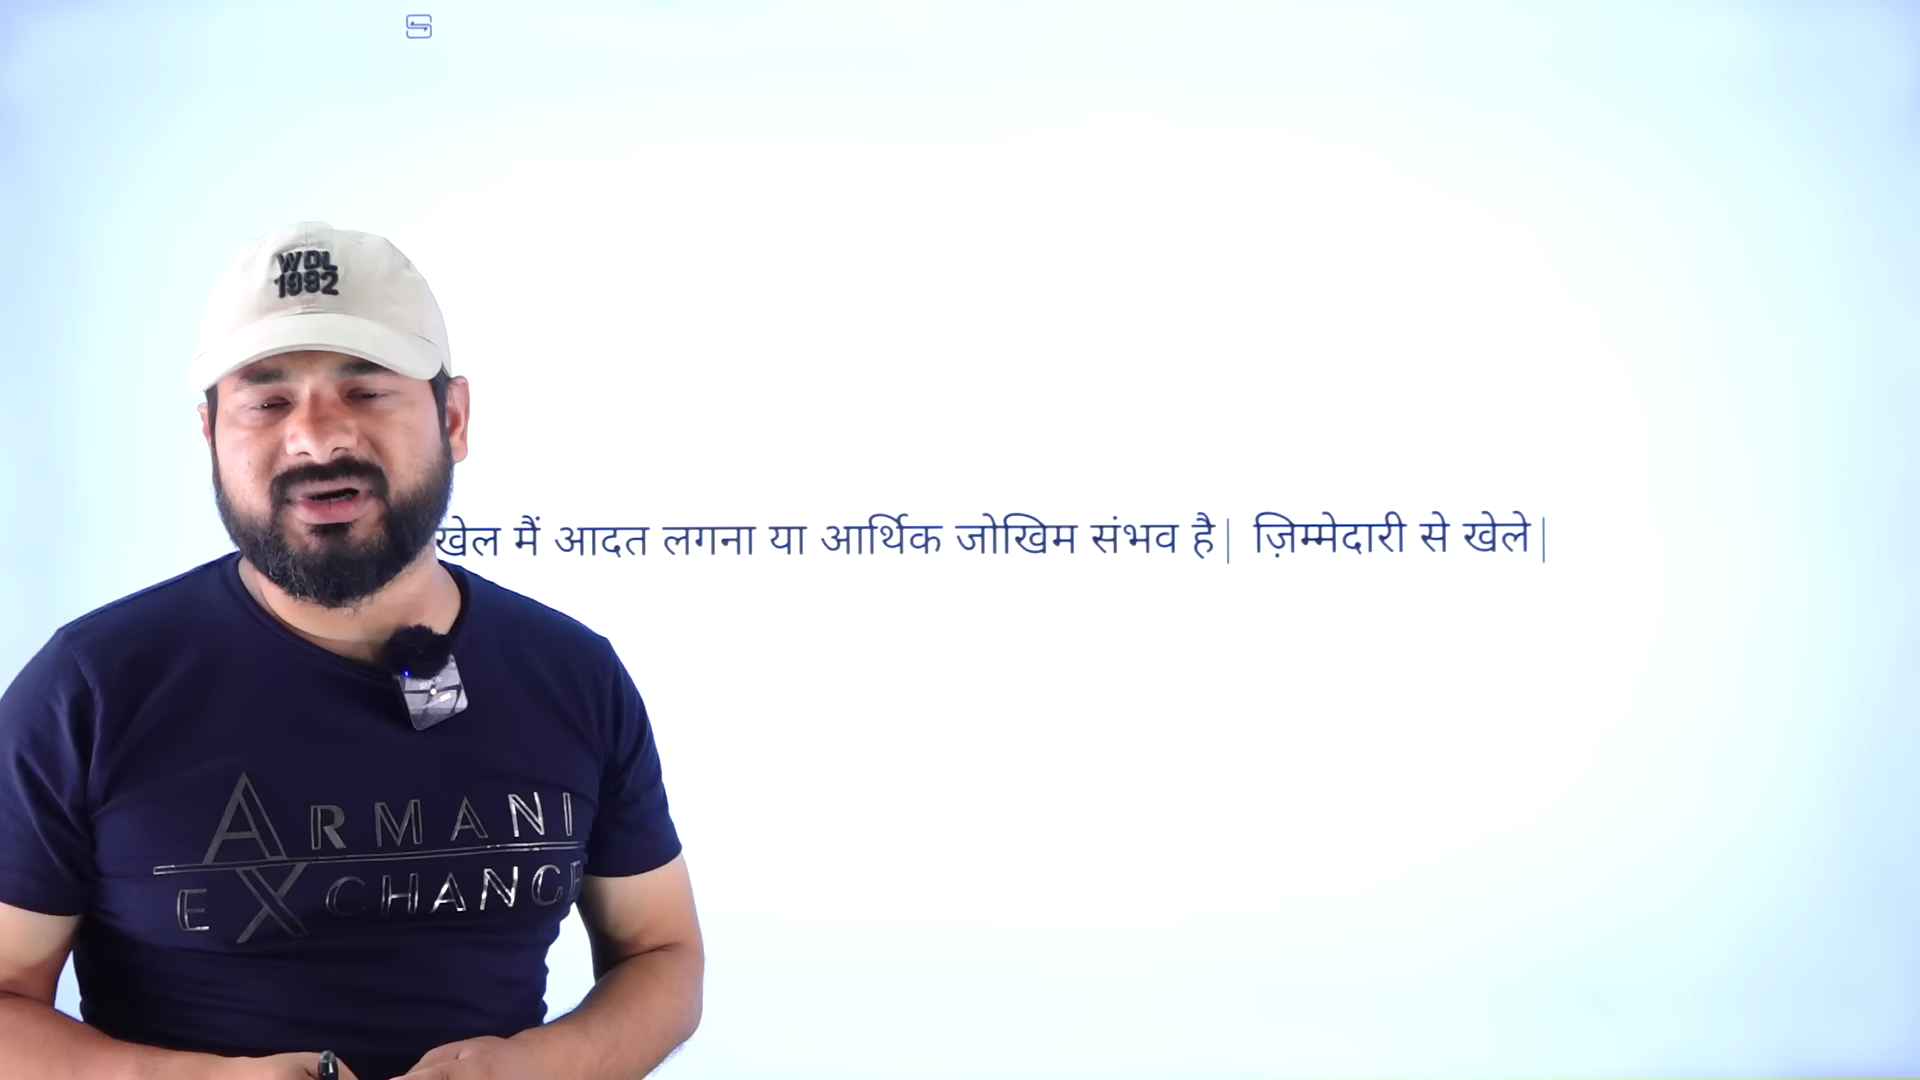 WDL
1992
खेल मैं आदत लगना या आर्थिक जोखिम संभव है| ज़िम्मेदारी से खेले|
ARMANI
EXCHANGE